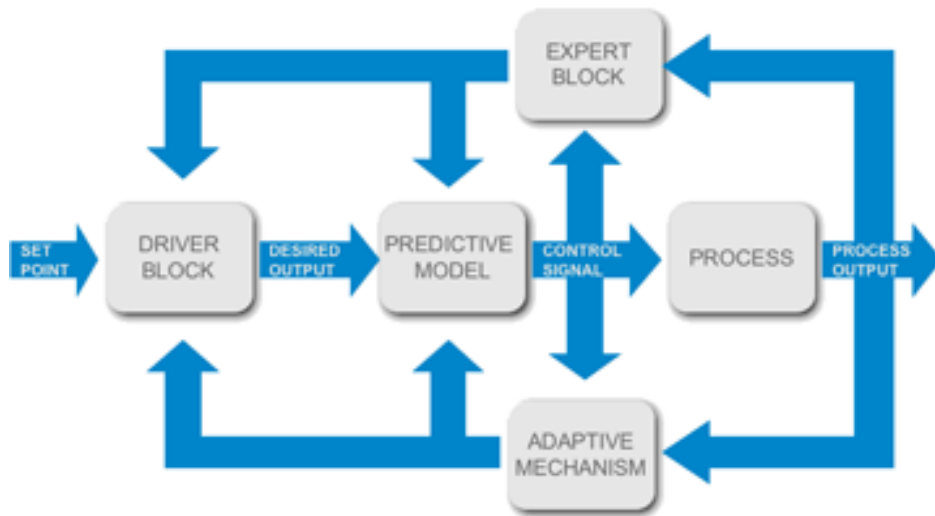 EXPERT
BLOCK
SET
POINT
DRIVER
BLOCK
DESIRED
OUTPUT
PREDICTIVE
MODEL
CONTROL
SIGNAL
PROCESS
PROCESS
OUTPUT
ADAPTIVE
MECHANISM